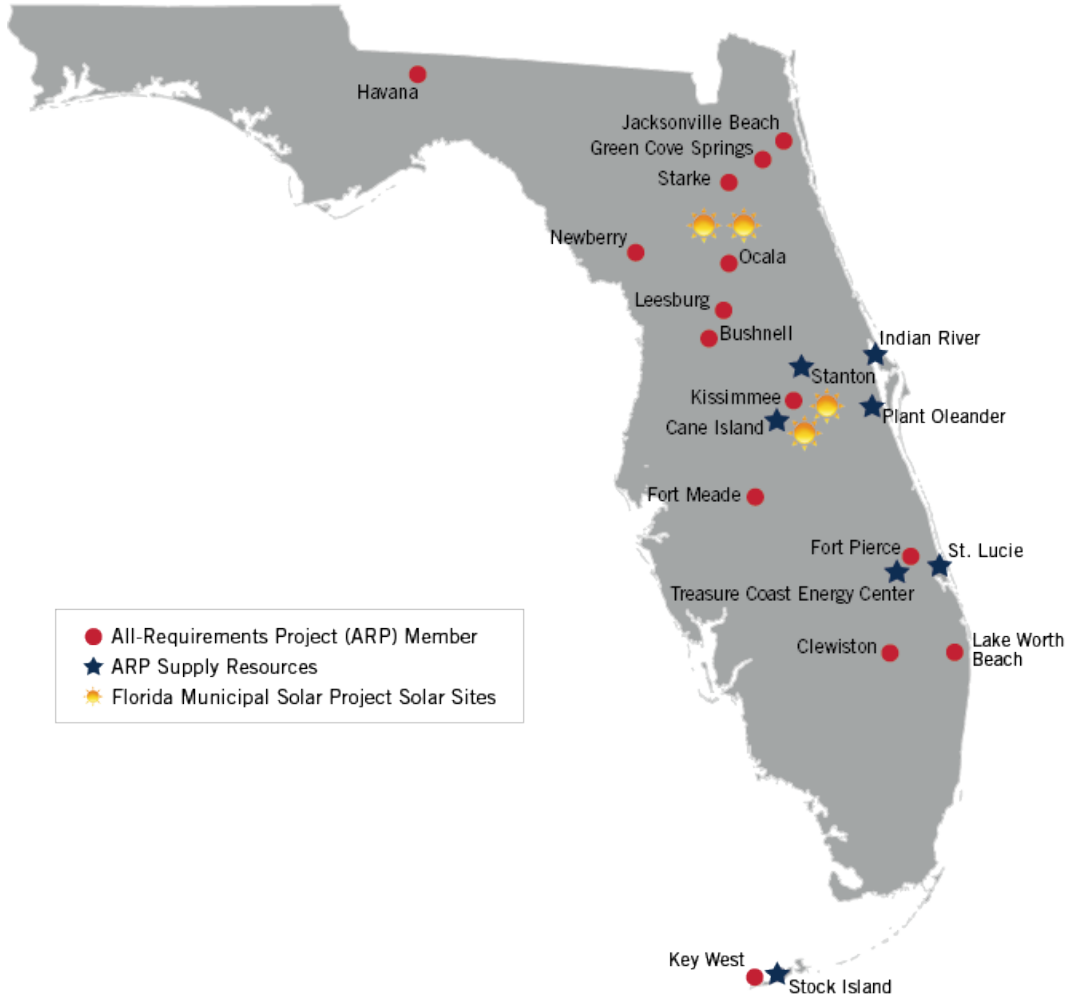 Havana
Jacksonville Beach
Green Cove Springs
Starke
Newberry
Ocala
Leesburg
Bushnell
Indian River
Stanton
Kissimmee
Plant Oleander
Cane Island
Fort Meade
Fort Pierce
St. Lucie
Treasure Coast Energy Center
All-Requirements Project (ARP) Member
ARP Supply Resources
Florida Municipal Solar Project Solar Sites
Clewiston
Lake Worth
Beach
Key West
Stock Island